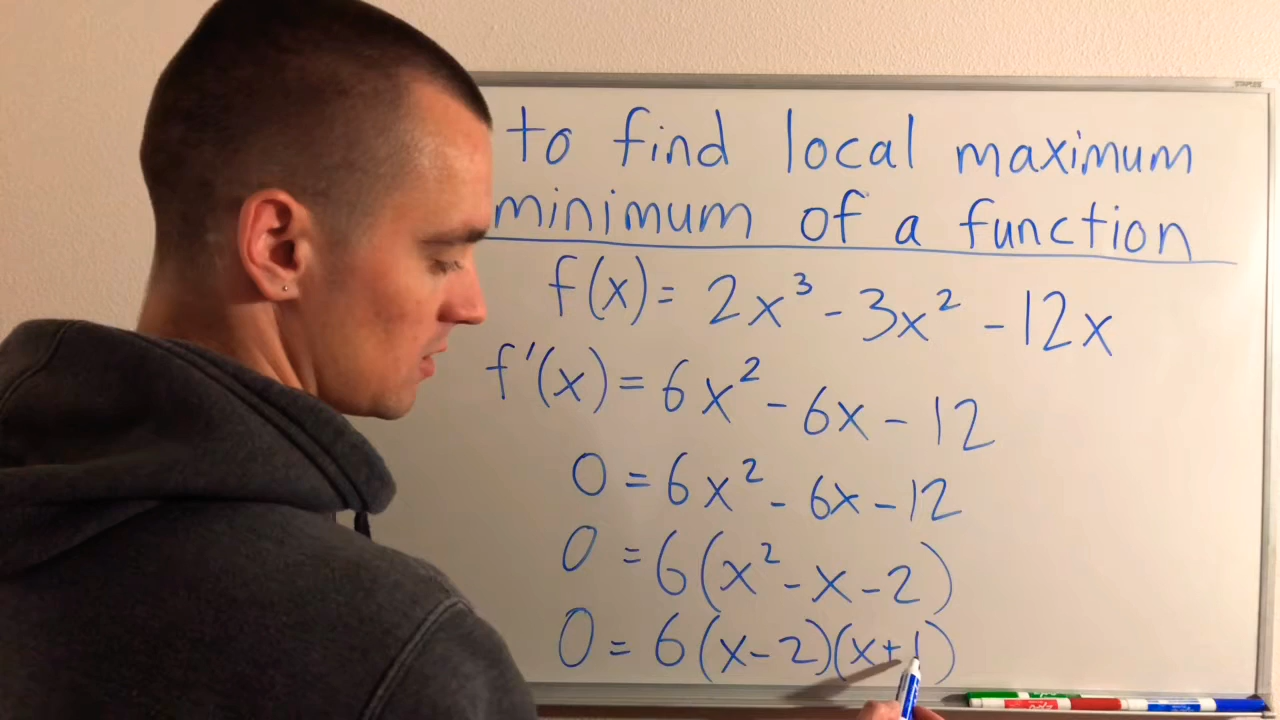 to find local maximum
minimum of a function
f(x) = 2x³ - 3x² - 12x
f'(x) = 6x² - 6x - 12
0 = 6x² - 6x - 12
0 = 6(x² - x - 2)
0 = 6(x-2)(x+1)